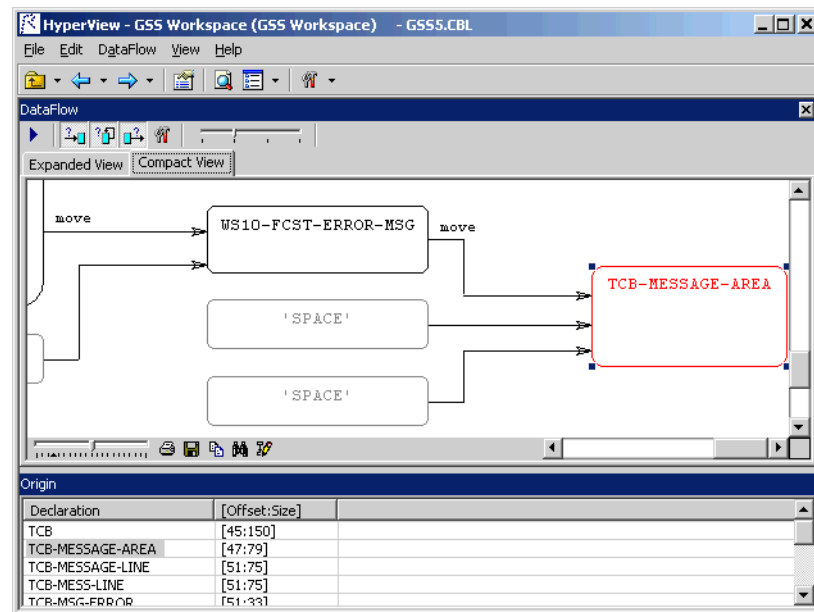 HyperView - GSS Workspace (GSS Workspace) - GSS5.CBL
File Edit DataFlow View Help
DataFlow
Expanded View Compact View
move WS10-FCST-ERROR-MSG move
TCB-MESSAGE-AREA
'SPACE'
'SPACE'
Origin
Declaration [Offset:Size]
TCB [45:150]
TCB-MESSAGE-AREA [47:79]
TCB-MESSAGE-LINE [51:75]
TCB-MESS-LINE [51:75]
TCB-MSG-ERROR [51:33]